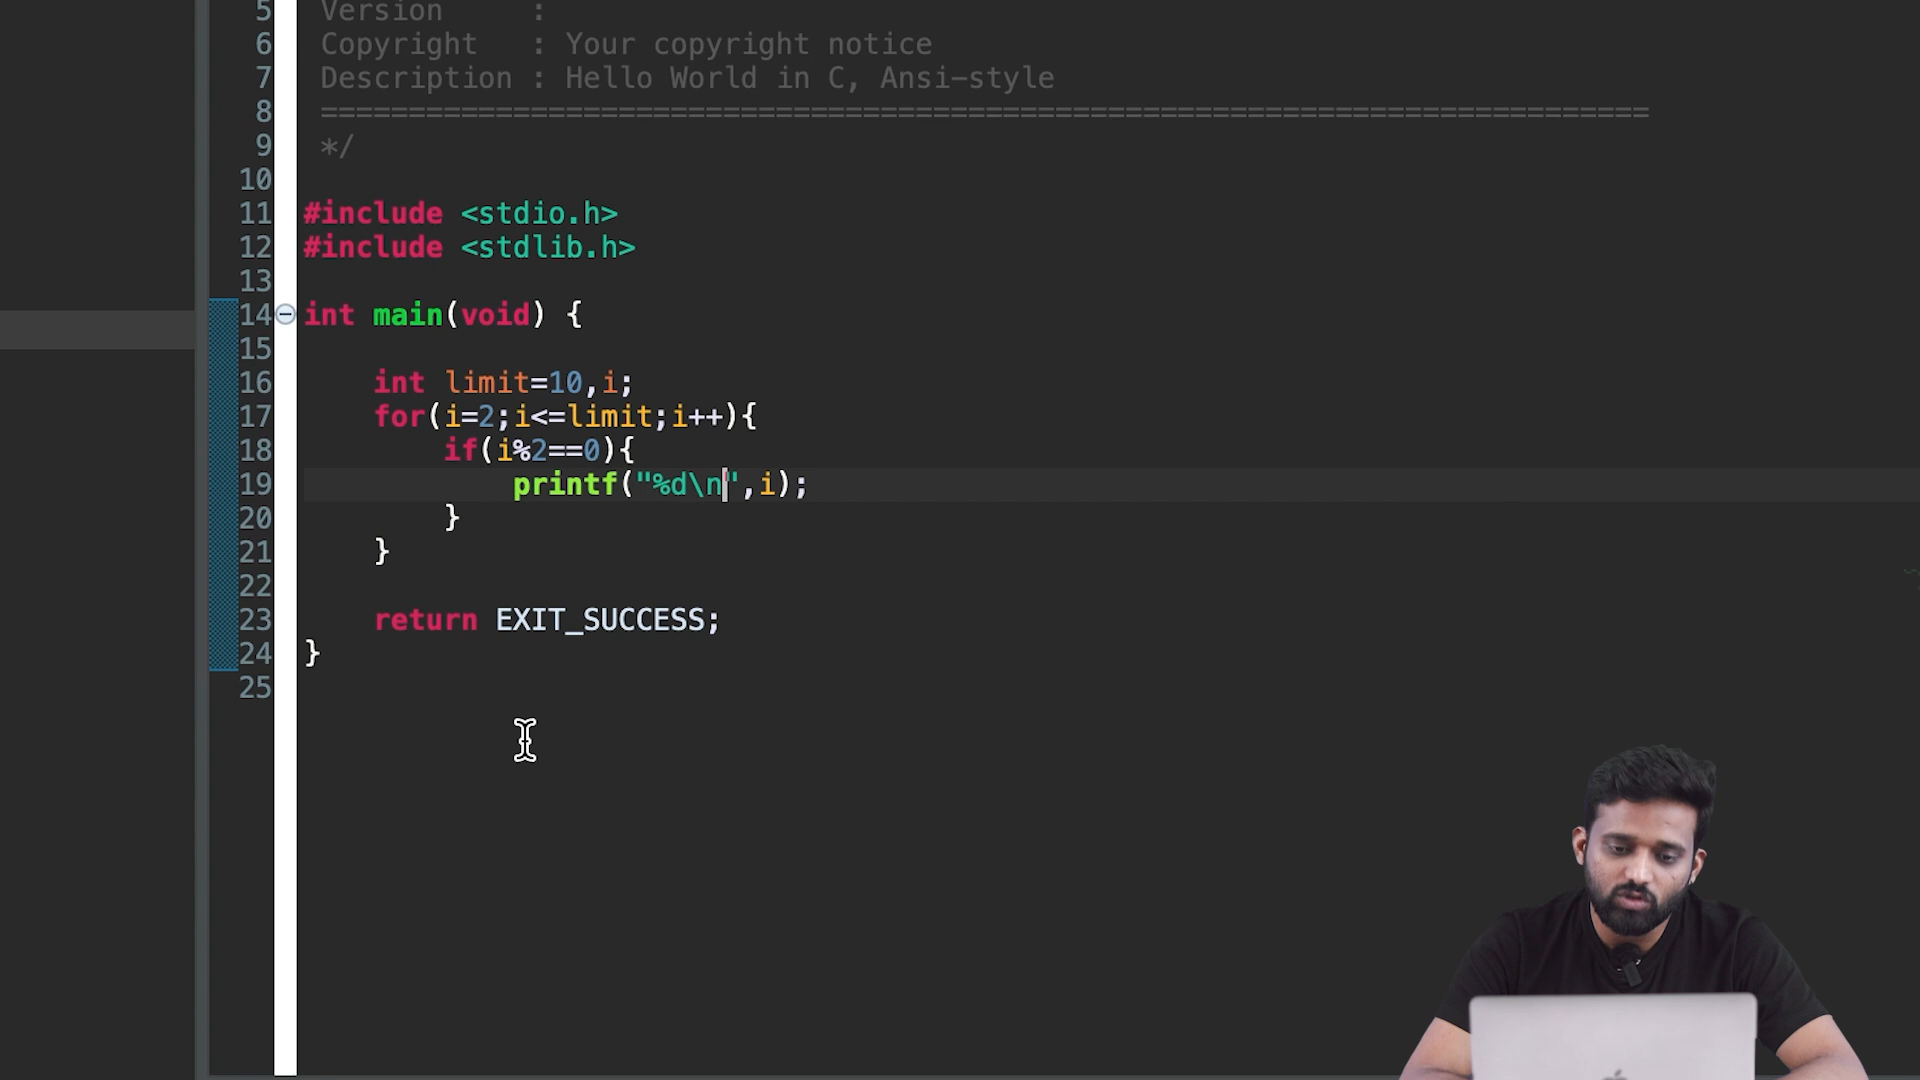 5 Version :
6 Copyright : Your copyright notice
7 Description : Hello World in C, Ansi-style
8 ============================================================================
9 */
10
11 #include <stdio.h>
12 #include <stdlib.h>
13
14 int main(void) {
15
16 int limit=10,i;
17 for(i=2;i<=limit;i++){
18 if(i%2==0){
19 printf("%d\n",i);
20 }
21 }
22
23 return EXIT_SUCCESS;
24 }
25